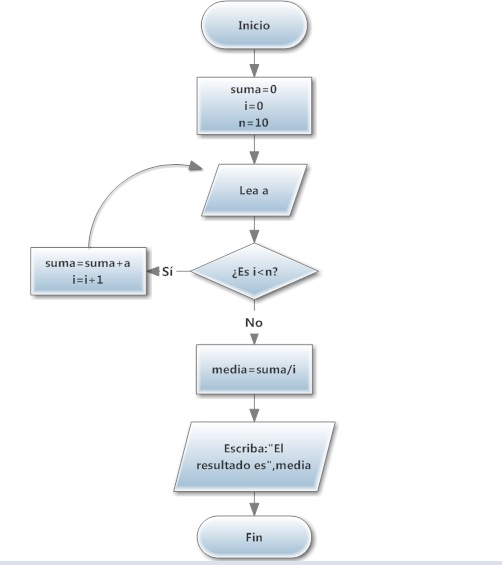 Inicio
suma=0
i=0
n=10
Lea a
¿Es i<n?
Sí
suma=suma+a
i=i+1
No
media=suma/i
Escriba:"El
resultado es",media
Fin